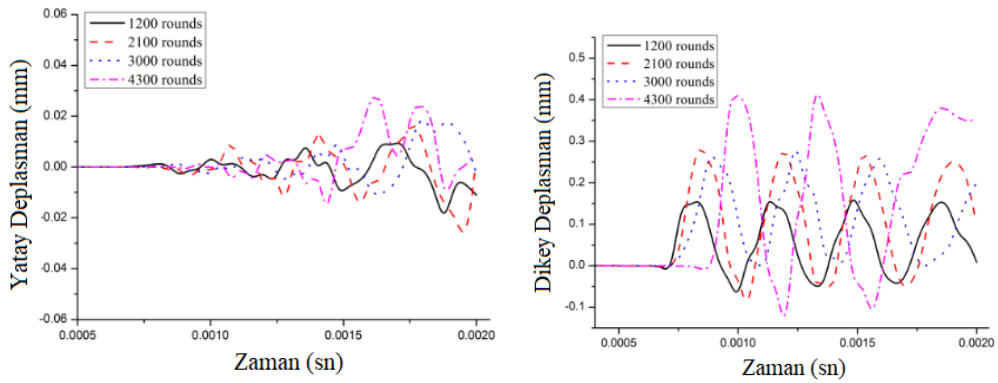 Yatay Deplasman (mm)
0.06
0.04
0.02
0.00
-0.02
-0.04
-0.06
1200 rounds
2100 rounds
3000 rounds
4300 rounds
0.0005
0.0010
0.0015
0.0020
Zaman (sn)
Dikey Deplasman (mm)
0.5
0.4
0.3
0.2
0.1
0.0
-0.1
1200 rounds
2100 rounds
3000 rounds
4300 rounds
0.0005
0.0010
0.0015
0.0020
Zaman (sn)